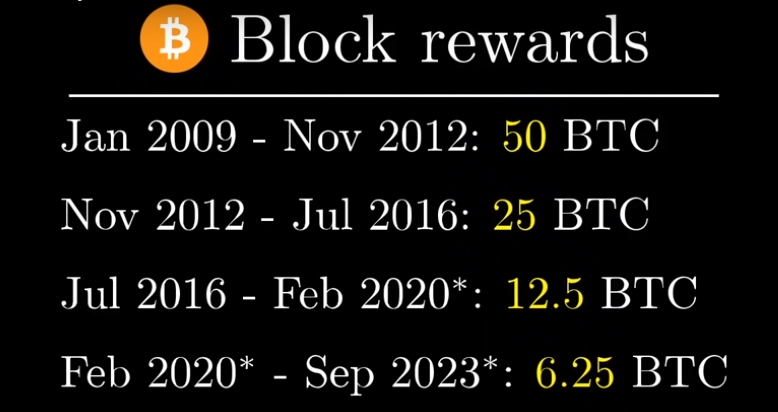 Block rewards
Jan 2009 - Nov 2012: 50 BTC
Nov 2012 - Jul 2016: 25 BTC
Jul 2016 - Feb 2020*: 12.5 BTC
Feb 2020* - Sep 2023*: 6.25 BTC